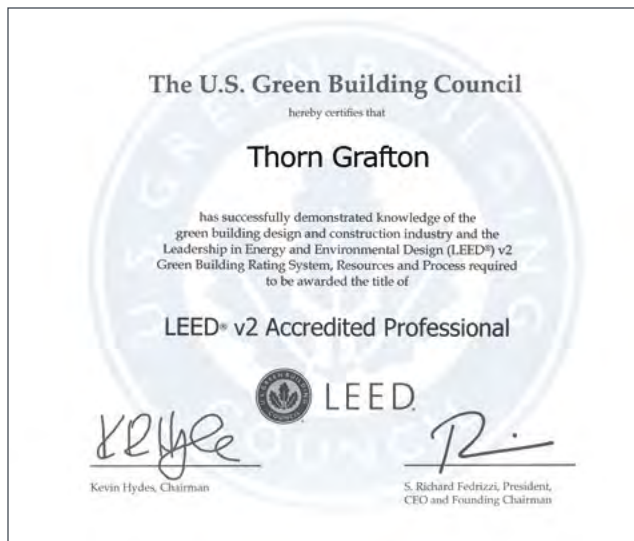 The U.S. Green Building Council
hereby certifies that
Thorn Grafton
has successfully demonstrated knowledge of the
green building design and construction industry and the
Leadership in Energy and Environmental Design (LEED®) v2
Green Building Rating System, Resources and Process required
to be awarded the title of
LEED® v2 Accredited Professional
U.S. GREEN BUILDING COUNCIL
LEED
Kevin Hydes, Chairman
S. Richard Fedrizzi, President,
CEO and Founding Chairman